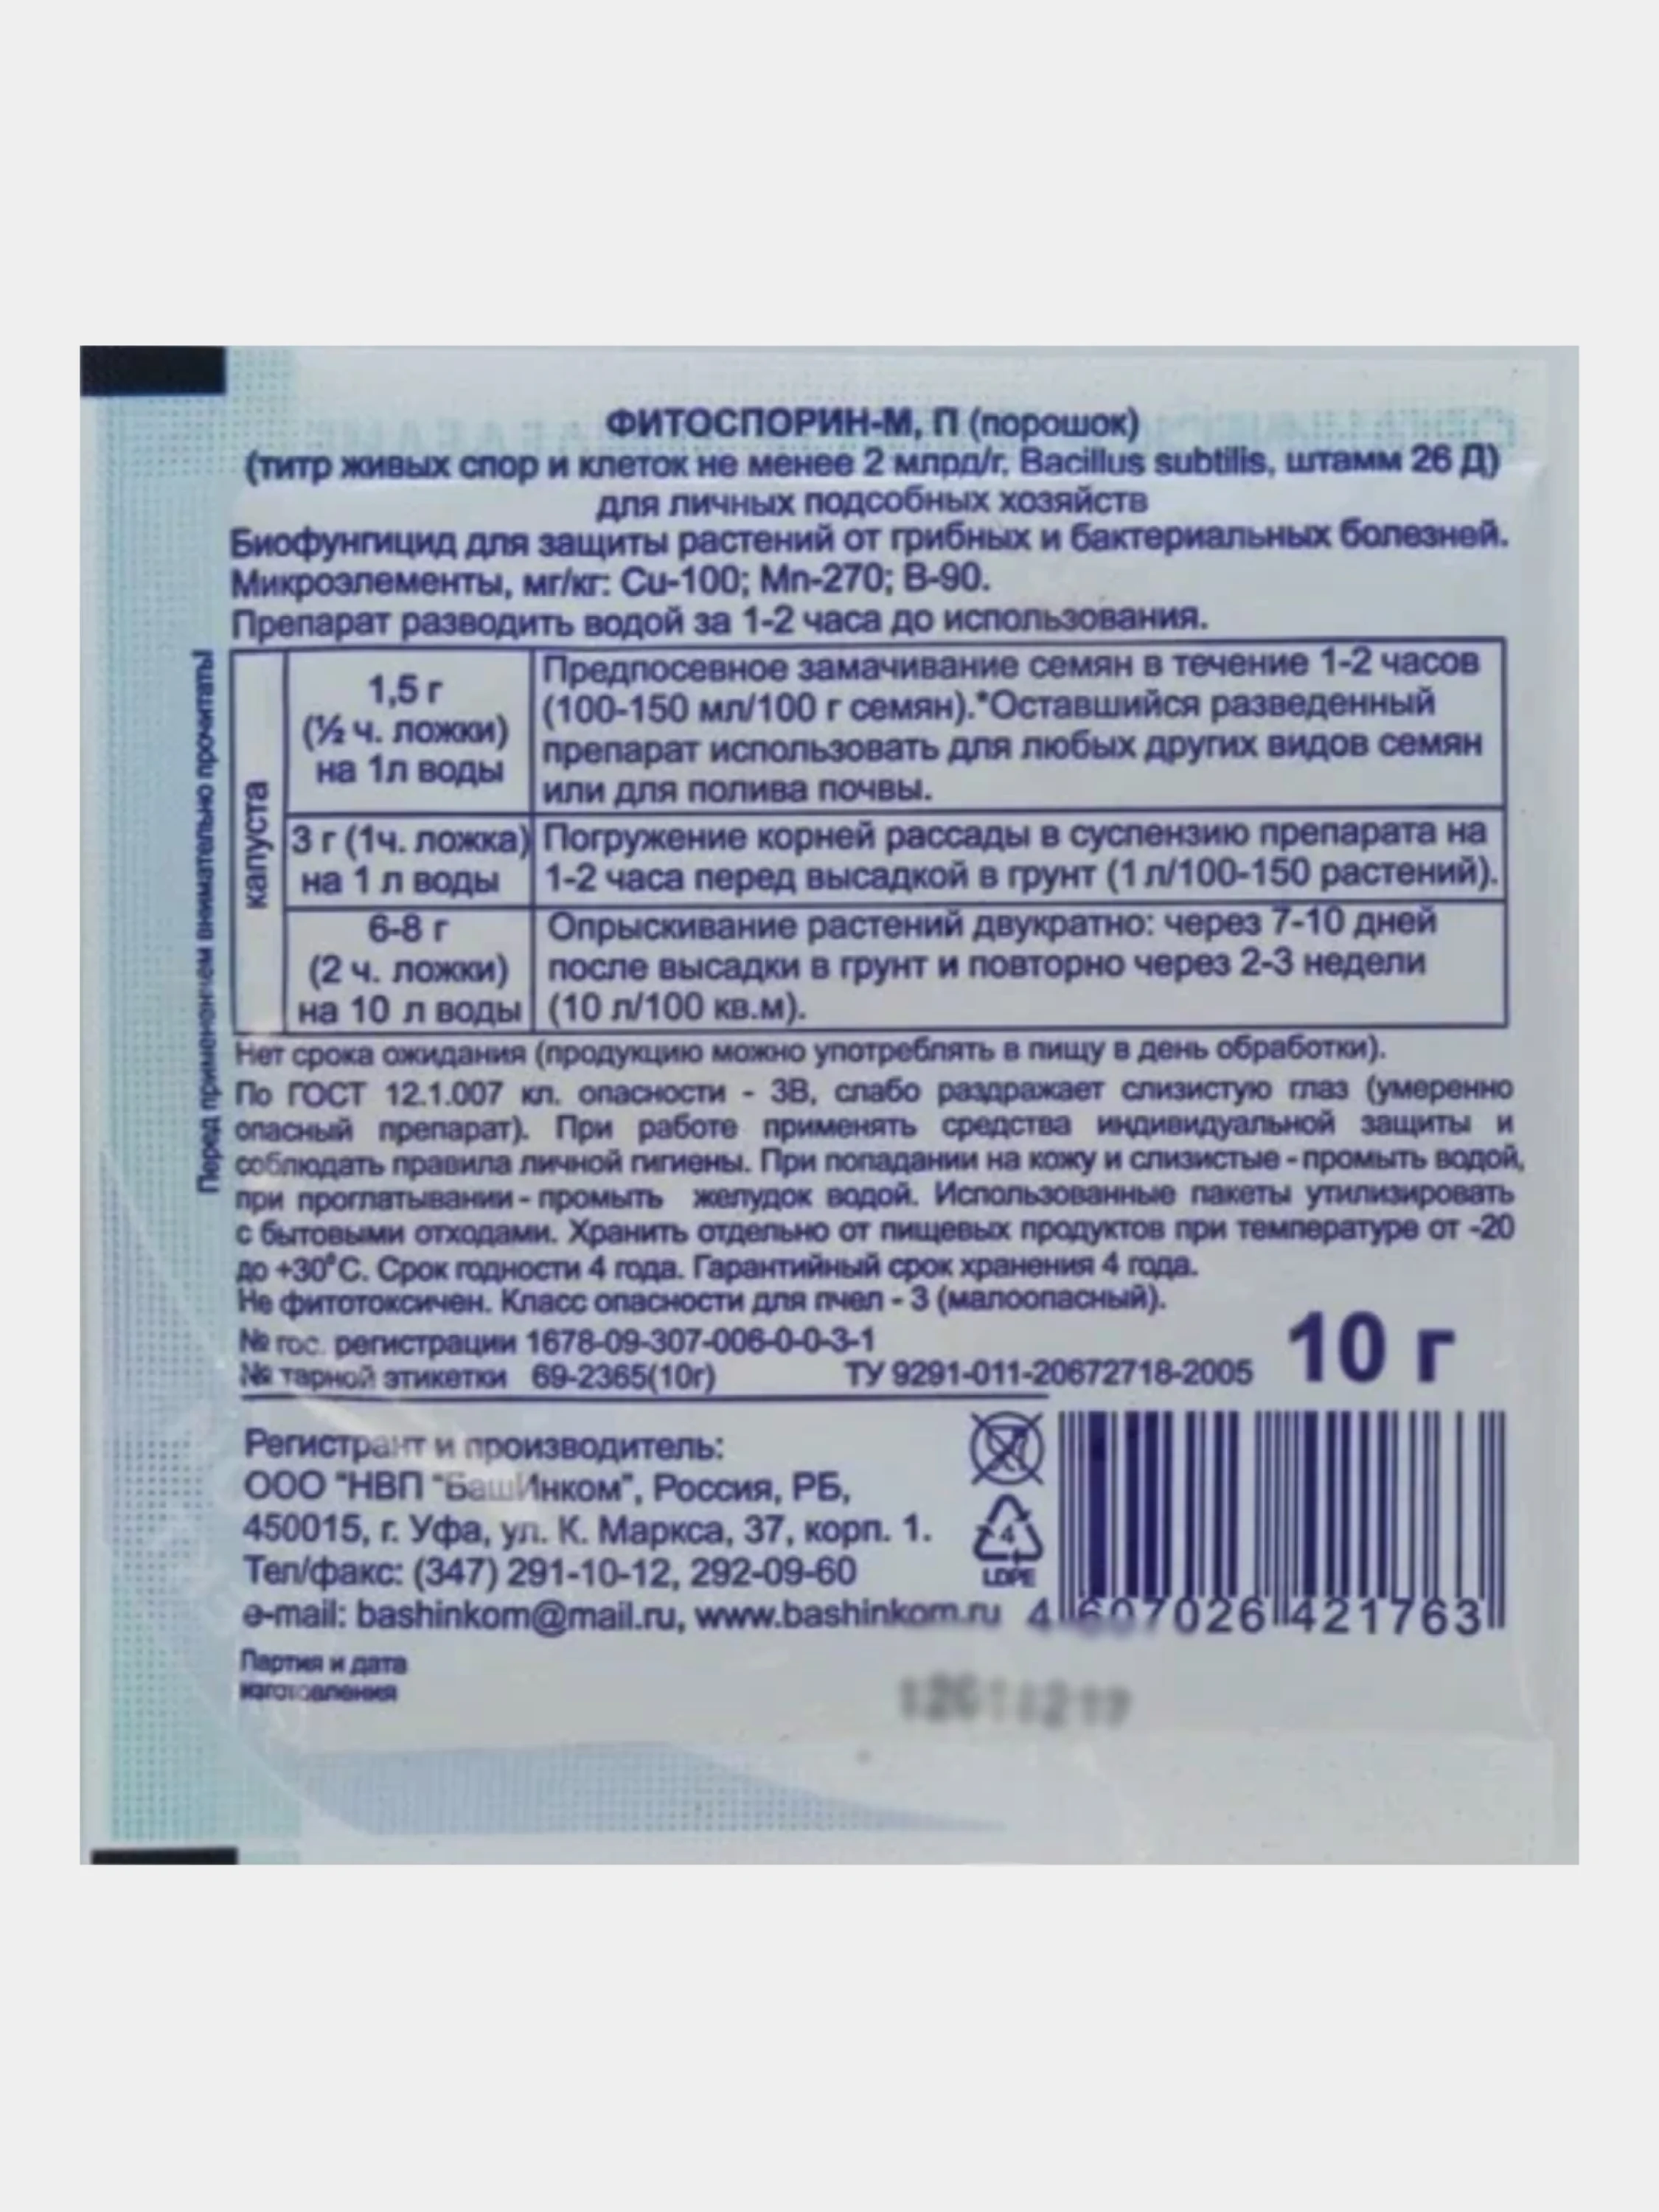 ФИТОСПОРИН-М, П (порошок)
(титр живых спор и клеток не менее 2 млрд/г, Bacillus subtilis, штамм 26 Д)
для личных подсобных хозяйств
Биофунгицид для защиты растений от грибных и бактериальных болезней.
Микроэлементы, мг/кг: Cu-100; Mn-270; B-90.
Препарат разводить водой за 1-2 часа до использования.
Перед применением внимательно прочитать!
капуста
1,5 г
(½ ч. ложки)
на 1л воды
Предпосевное замачивание семян в течение 1-2 часов
(100-150 мл/100 г семян).*Оставшийся разведенный
препарат использовать для любых других видов семян
или для полива почвы.
3 г (1ч. ложка)
на 1 л воды
Погружение корней рассады в суспензию препарата на
1-2 часа перед высадкой в грунт (1 л/100-150 растений).
6-8 г
(2 ч. ложки)
на 10 л воды
Опрыскивание растений двукратно: через 7-10 дней
после высадки в грунт и повторно через 2-3 недели
(10 л/100 кв.м).
Нет срока ожидания (продукцию можно употреблять в пищу в день обработки).
По ГОСТ 12.1.007 кл. опасности - 3В, слабо раздражает слизистую глаз (умеренно
опасный препарат). При работе применять средства индивидуальной защиты и
соблюдать правила личной гигиены. При попадании на кожу и слизистые - промыть водой,
при проглатывании - промыть желудок водой. Использованные пакеты утилизировать
с бытовыми отходами. Хранить отдельно от пищевых продуктов при температуре от -20
до +30°С. Срок годности 4 года. Гарантийный срок хранения 4 года.
Не фитотоксичен. Класс опасности для пчел - 3 (малоопасный).
№ гос. регистрации 1678-09-307-006-0-0-3-1
№ тарной этикетки 69-2365(10г) ТУ 9291-011-20672718-2005
10 г
Регистрант и производитель:
ООО "НВП "БашИнком", Россия, РБ,
450015, г. Уфа, ул. К. Маркса, 37, корп. 1.
Тел/факс: (347) 291-10-12, 292-09-60
e-mail: bashinkom@mail.ru, www.bashinkom.ru
4
LDPE
4 607026 421763
Партия и дата
изготовления